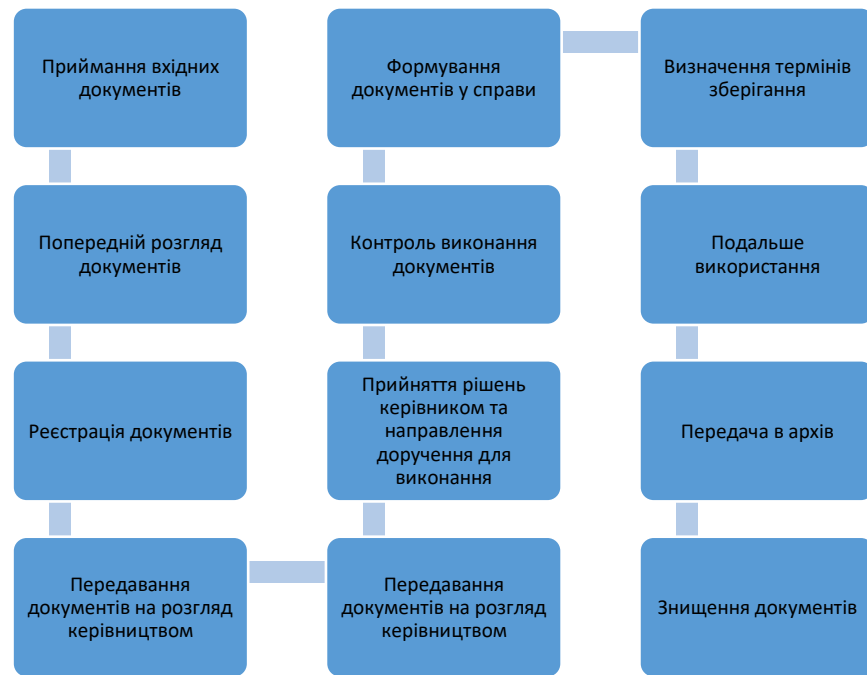 Приймання вхідних
документів
Попередній розгляд
документів
Реєстрація документів
Передавання
документів на розгляд
керівництвом
Передавання
документів на розгляд
керівництвом
Прийняття рішень
керівником та
направлення
доручення для
виконання
Контроль виконання
документів
Формування
документів у справи
Визначення термінів
зберігання
Подальше
використання
Передача в архів
Знищення документів